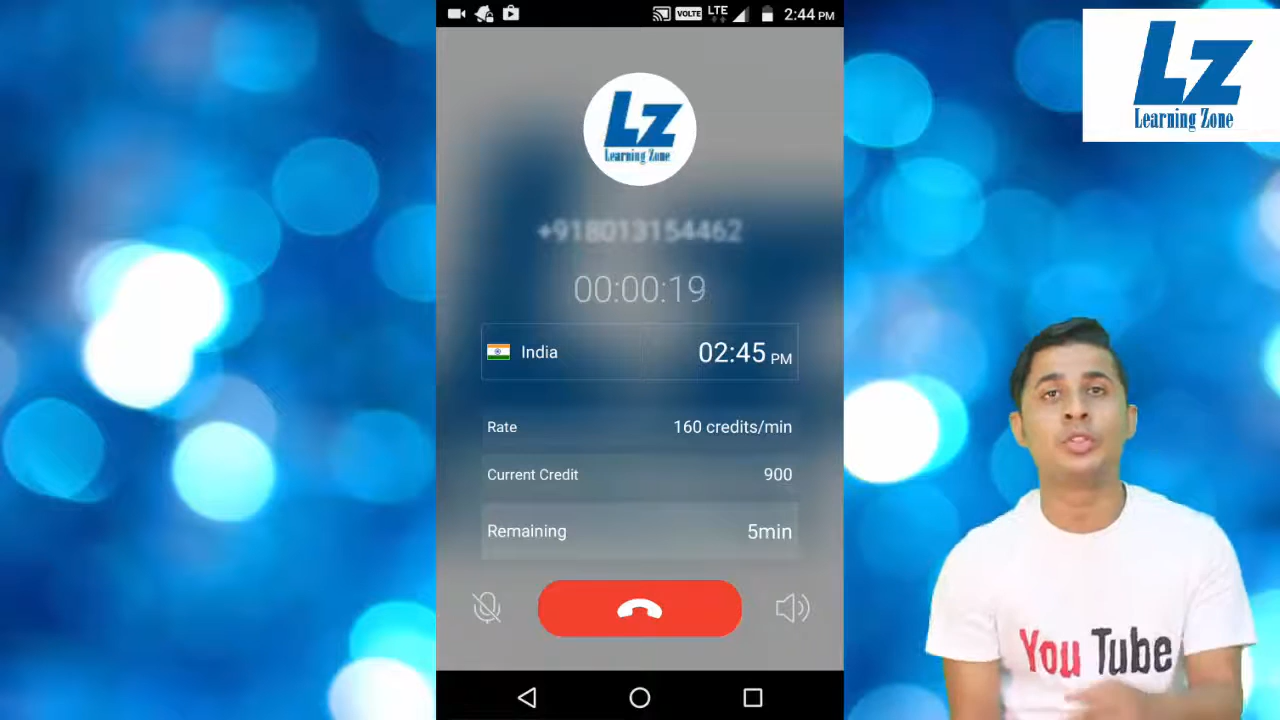 VOLTE LTE 2:44 PM
Lz
Learning Zone
Lz
Learning Zone
+918013154462
00:00:19
India 02:45 PM
Rate 160 credits/min
Current Credit 900
Remaining 5min
You Tube